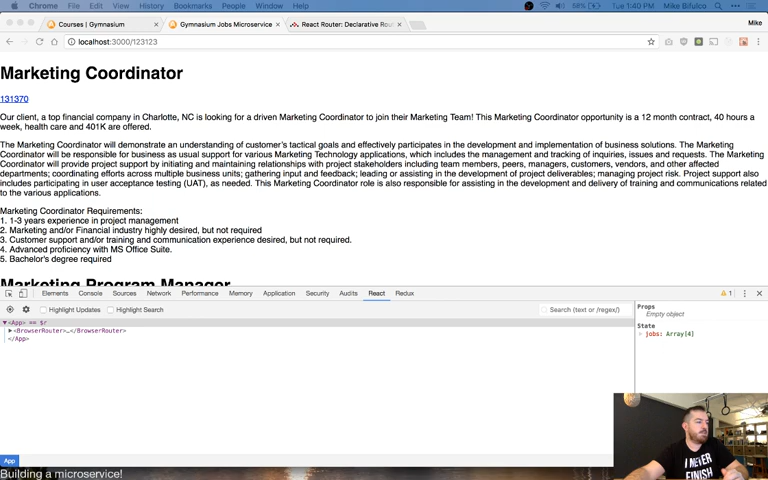 Chrome File Edit View History Bookmarks People Window Help 68% Tue 1:40 PM Mike Bifulco
Courses | Gymnasium Gymnasium Jobs Microservice React Router: Declarative Rou Mike
localhost:3000/123123
Marketing Coordinator
131370
Our client, a top financial company in Charlotte, NC is looking for a driven Marketing Coordinator to join their Marketing Team! This Marketing Coordinator opportunity is a 12 month contract, 40 hours a
week, health care and 401K are offered.
The Marketing Coordinator will demonstrate an understanding of customer's tactical goals and effectively participates in the development and implementation of business solutions. The Marketing
Coordinator will be responsible for business as usual support for various Marketing Technology applications, which includes the management and tracking of inquiries, issues and requests. The Marketing
Coordinator will provide project support by initiating and maintaining relationships with project stakeholders including team members, peers, managers, customers, vendors, and other affected
departments; coordinating efforts across multiple business units; gathering input and feedback; leading or assisting in the development of project deliverables; managing project risk. Project support also
includes participating in user acceptance testing (UAT), as needed. This Marketing Coordinator role is also responsible for assisting in the development and delivery of training and communications related
to the various applications.
Marketing Coordinator Requirements:
1. 1-3 years experience in project management
2. Marketing and/or Financial industry highly desired, but not required
3. Customer support and/or training and communication experience desired, but not required.
4. Advanced proficiency with MS Office Suite.
5. Bachelor's degree required
Marketing Program Manager
Elements Console Sources Network Performance Memory Application Security Audits React Redux 1
Highlight Updates Highlight Search Search (text or /regex/)
Props
Empty object
<App> == $r
State
<BrowserRouter>…</BrowserRouter>
jobs: Array[4]
</App>
I NEVER
FINISH
App
Building a microservice!